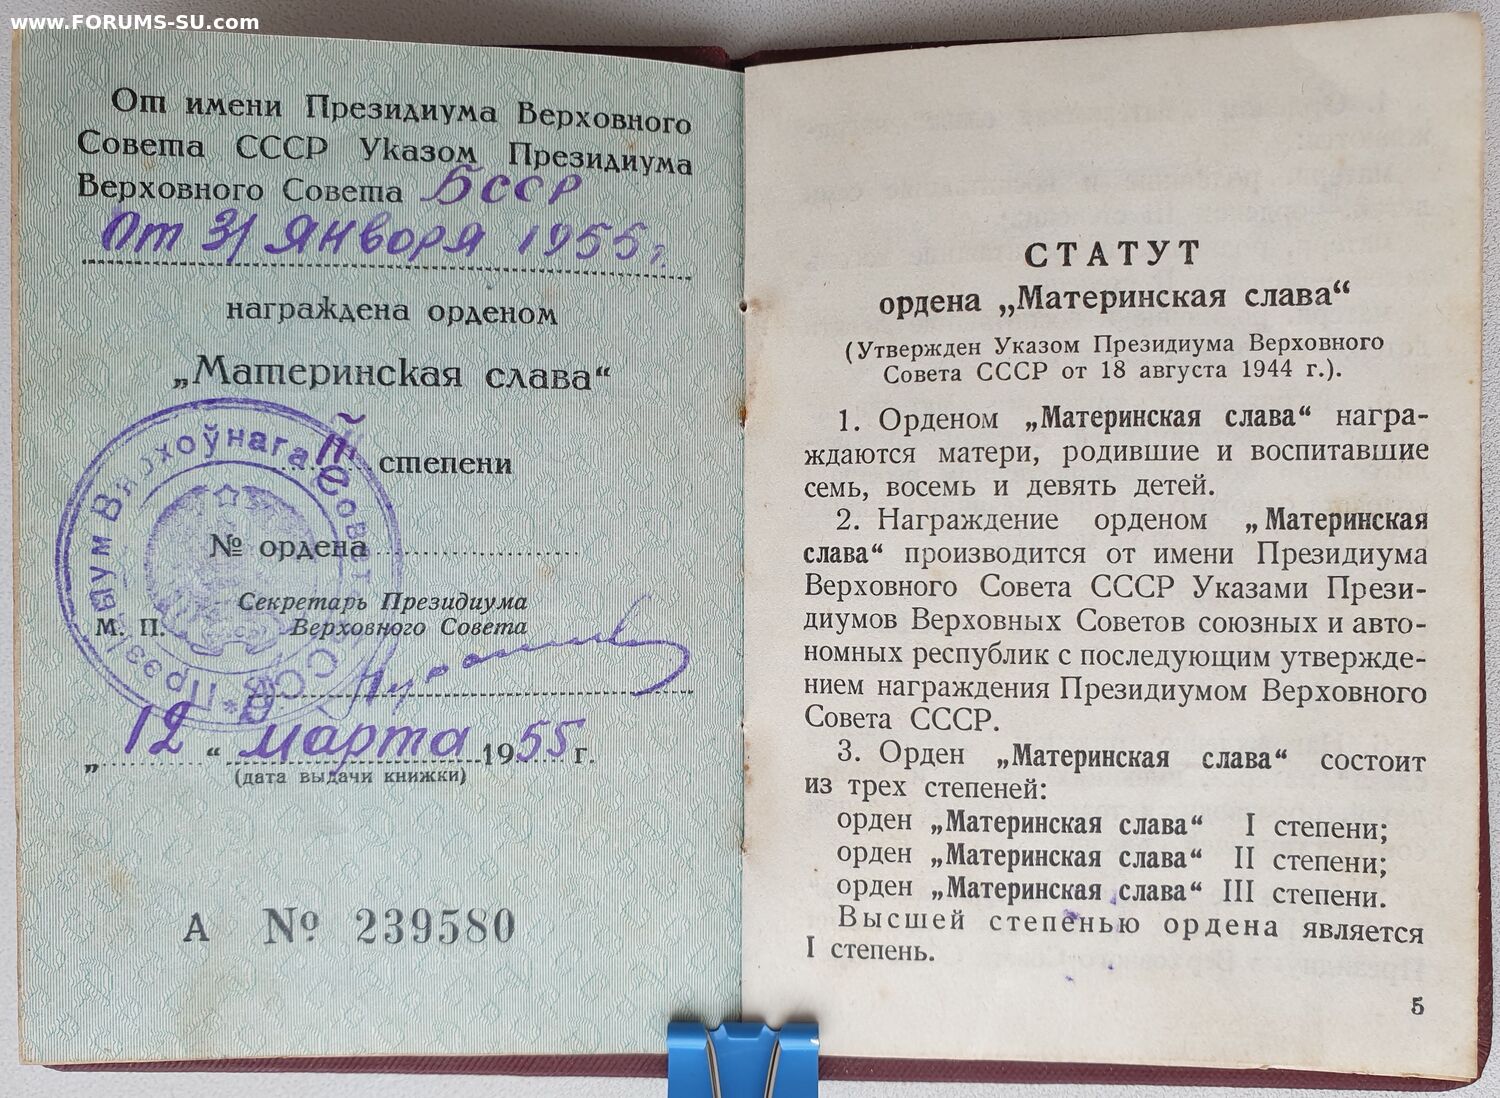 www.FORUMS-SU.com
От имени Президиума Верховного
Совета СССР Указом Президиума
Верховного Совета БССР
От 31 января 1955 г.
награждена орденом
„Материнская слава“
II степени
№ ордена
Секретарь Президиума
М. П. Верховного Совета
Прэзідыум Вярхоўнага Совета БССР
„12“ марта 1955 г.
(дата выдачи книжки)
А № 239580
СТАТУТ
ордена „Материнская слава“
(Утвержден Указом Президиума Верховного
Совета СССР от 18 августа 1944 г.).
1. Орденом „Материнская слава“ награ-
ждаются матери, родившие и воспитавшие
семь, восемь и девять детей.
2. Награждение орденом „Материнская
слава“ производится от имени Президиума
Верховного Совета СССР Указами Прези-
диумов Верховных Советов союзных и авто-
номных республик с последующим утвержде-
нием награждения Президиумом Верховного
Совета СССР.
3. Орден „Материнская слава“ состоит
из трех степеней:
орден „Материнская слава“ I степени;
орден „Материнская слава“ II степени;
орден „Материнская слава“ III степени.
Высшей степенью ордена является
I степень.
5